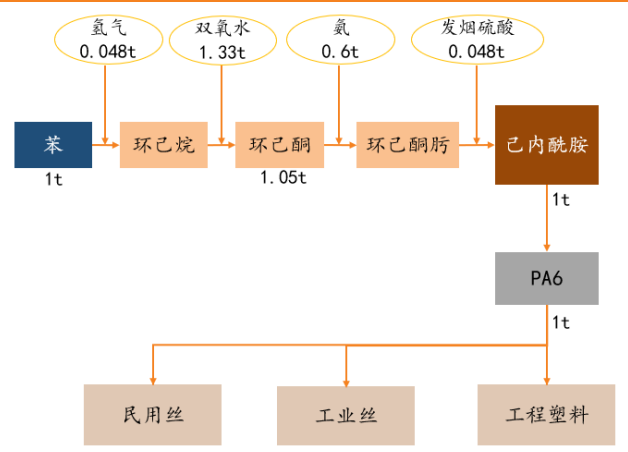 氢气
0.048t
双氧水
1.33t
氨
0.6t
发烟硫酸
0.048t
苯
环己烷
环己酮
环己酮肟
己内酰胺
1t
1.05t
1t
PA6
1t
民用丝
工业丝
工程塑料